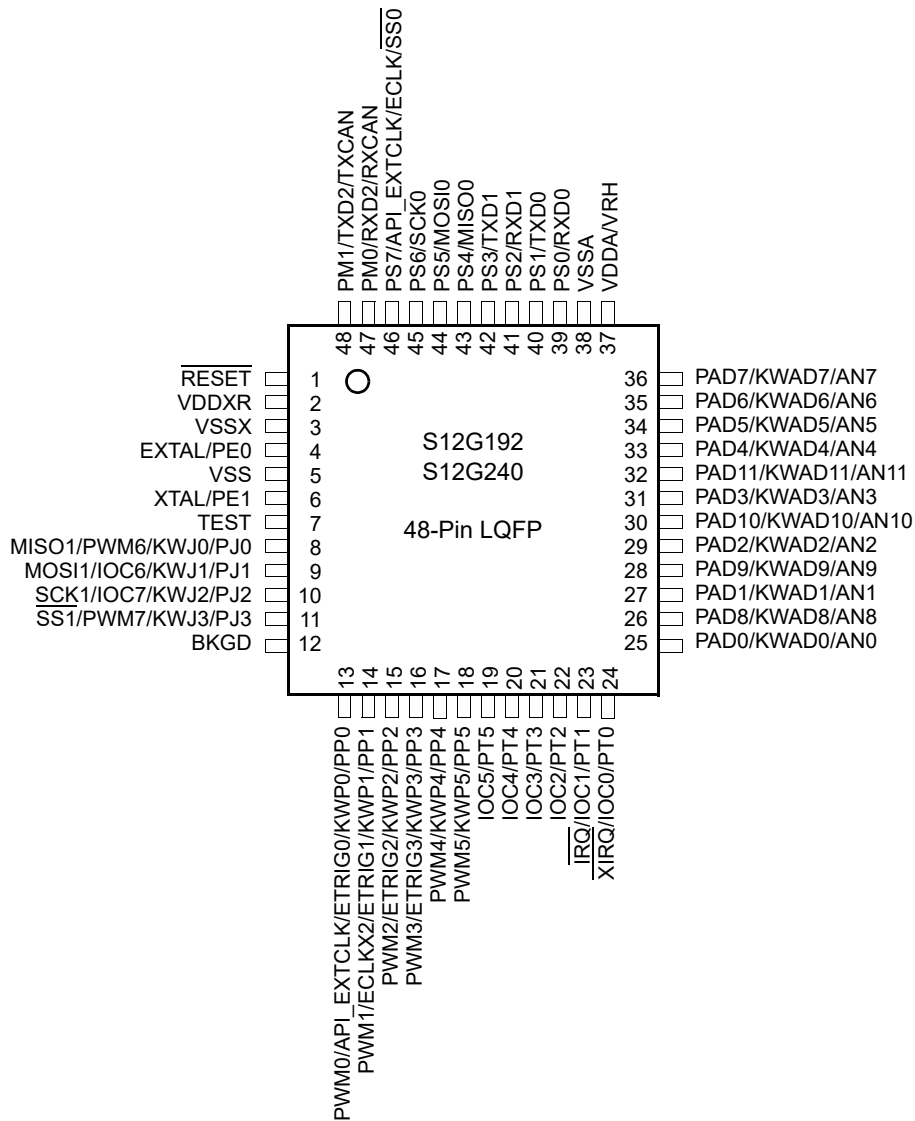 PM1/TXD2/TXCAN
PM0/RXD2/RXCAN
PS7/API_EXTCLK/ECLK/SS0
PS6/SCK0
PS5/MOSI0
PS4/MISO0
PS3/TXD1
PS2/RXD1
PS1/TXD0
PS0/RXD0
VSSA
VDDA/VRH
48
47
46
45
44
43
42
41
40
39
38
37
RESET 1
VDDXR 2
VSSX 3
EXTAL/PE0 4
VSS 5
XTAL/PE1 6
TEST 7
MISO1/PWM6/KWJ0/PJ0 8
MOSI1/IOC6/KWJ1/PJ1 9
SCK1/IOC7/KWJ2/PJ2 10
SS1/PWM7/KWJ3/PJ3 11
BKGD 12
S12G192
S12G240
48-Pin LQFP
36 PAD7/KWAD7/AN7
35 PAD6/KWAD6/AN6
34 PAD5/KWAD5/AN5
33 PAD4/KWAD4/AN4
32 PAD11/KWAD11/AN11
31 PAD3/KWAD3/AN3
30 PAD10/KWAD10/AN10
29 PAD2/KWAD2/AN2
28 PAD9/KWAD9/AN9
27 PAD1/KWAD1/AN1
26 PAD8/KWAD8/AN8
25 PAD0/KWAD0/AN0
13
14
15
16
17
18
19
20
21
22
23
24
PWM0/API_EXTCLK/ETRIG0/KWP0/PP0
PWM1/ECLKX2/ETRIG1/KWP1/PP1
PWM2/ETRIG2/KWP2/PP2
PWM3/ETRIG3/KWP3/PP3
PWM4/KWP4/PP4
PWM5/KWP5/PP5
IOC5/PT5
IOC4/PT4
IOC3/PT3
IOC2/PT2
IRQ/IOC1/PT1
XIRQ/IOC0/PT0